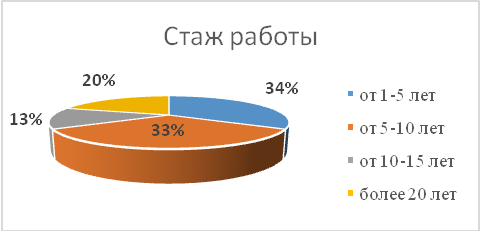 Стаж работы
20%
34%
13%
33%
от 1-5 лет
от 5-10 лет
от 10-15 лет
более 20 лет